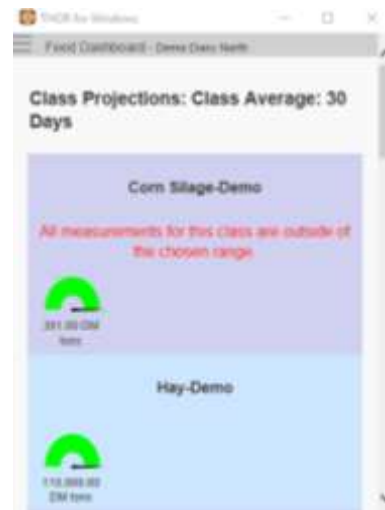 THOR for Windows
Feed Dashboard - Demo Dairy North
Class Projections: Class Average: 30
Days
Corn Silage-Demo
All measurements for this class are outside of
the chosen range.
DM
tons
Hay-Demo
DM tons